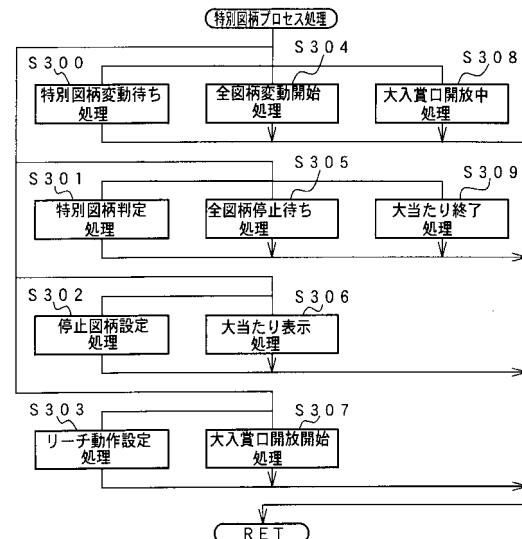 特別図柄プロセス処理
S300
特別図柄変動待ち
処理
S304
全図柄変動開始
処理
S308
大入賞口開放中
処理
S301
特別図柄判定
処理
S305
全図柄停止待ち
処理
S309
大当たり終了
処理
S302
停止図柄設定
処理
S306
大当たり表示
処理
S303
リーチ動作設定
処理
S307
大入賞口開放開始
処理
RET